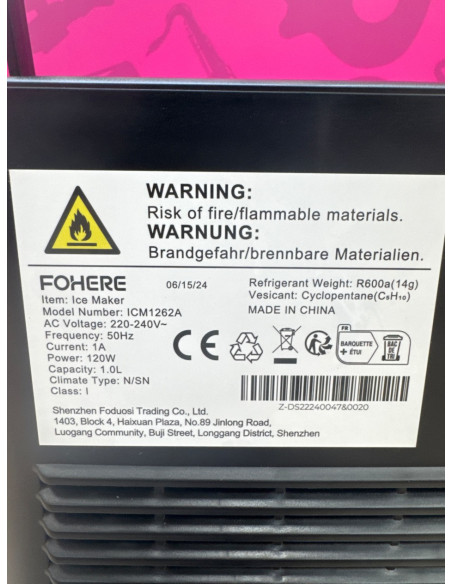 WARNING:
Risk of fire/flammable materials.
WARNUNG:
Brandgefahr/brennbare Materialien.
FOHERE 06/15/24
Item: Ice Maker
Model Number: ICM1262A
AC Voltage: 220-240V~
Frequency: 50Hz
Current: 1A
Power: 120W
Capacity: 1.0L
Climate Type: N/SN
Class: I
Refrigerant Weight: R600a(14g)
Vesicant: Cyclopentane(C₅H₁₀)
MADE IN CHINA
CE
FR
BARQUETTE
+ ÉTUI
BAC
DE
TRI
Z-DS22240047&0020
Shenzhen Foduosi Trading Co., Ltd.
1403, Block 4, Haixuan Plaza, No.89 Jinlong Road,
Luogang Community, Buji Street, Longgang District, Shenzhen